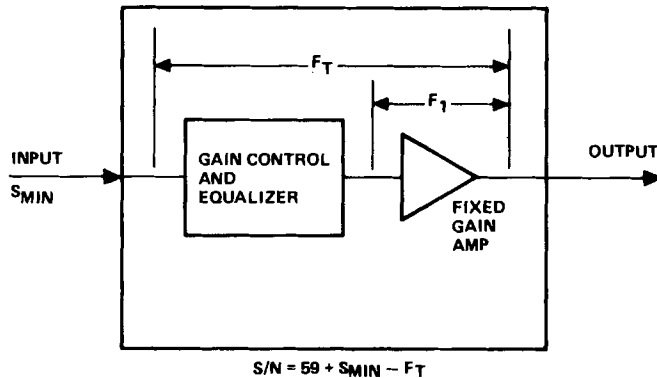 F_T
F_1
INPUT
S_MIN
GAIN CONTROL
AND
EQUALIZER
FIXED
GAIN
AMP
OUTPUT
S/N = 59 + S_MIN − F_T